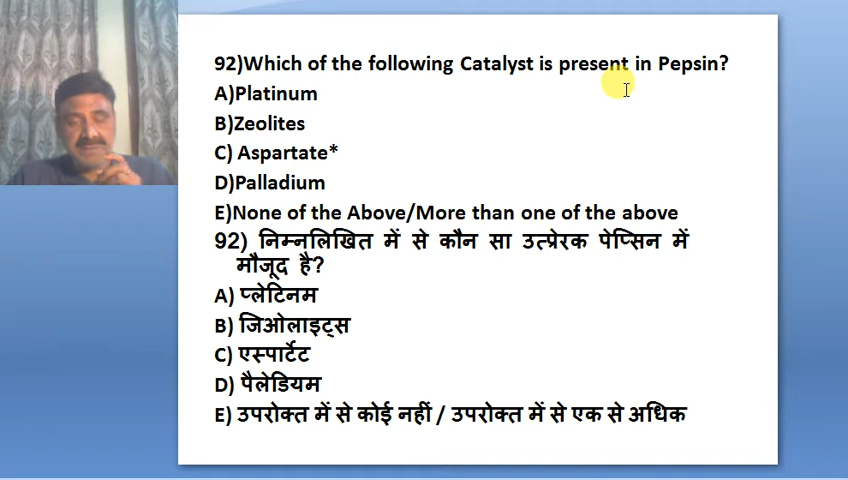 92)Which of the following Catalyst is present in Pepsin?
A)Platinum
B)Zeolites
C) Aspartate*
D)Palladium
E)None of the Above/More than one of the above
92) निम्नलिखित में से कौन सा उत्प्रेरक पेप्सिन में
मौजूद है?
A) प्लेटिनम
B) जिओलाइट्स
C) एस्पार्टेट
D) पैलेडियम
E) उपरोक्त में से कोई नहीं / उपरोक्त में से एक से अधिक